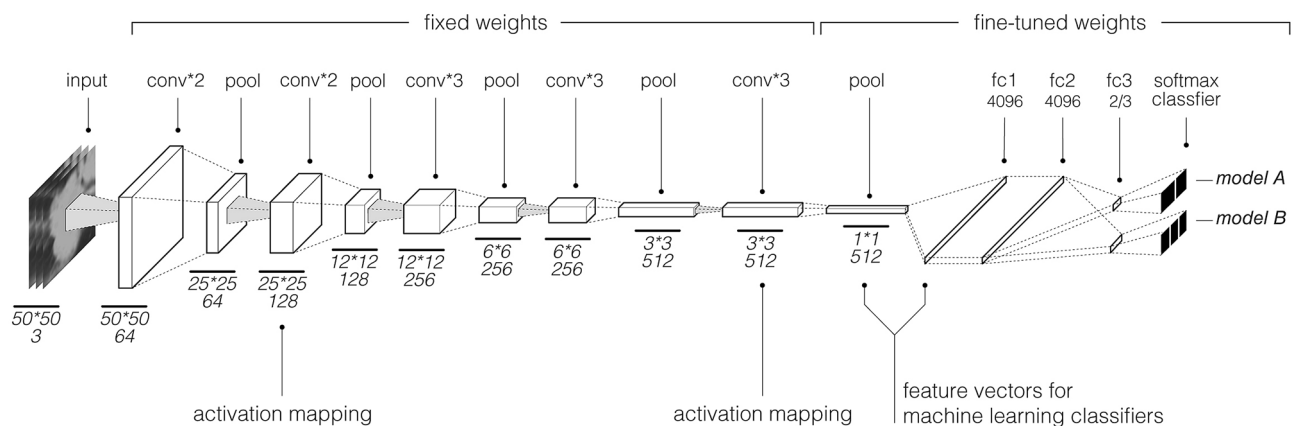 fixed weights
fine-tuned weights
input
conv*2
pool
conv*2
pool
conv*3
pool
conv*3
pool
conv*3
pool
fc1
4096
fc2
4096
fc3
2/3
softmax
classfier
model A
model B
50*50
3
50*50
64
25*25
64
25*25
128
12*12
128
12*12
256
6*6
256
6*6
256
3*3
512
3*3
512
1*1
512
activation mapping
activation mapping
feature vectors for
machine learning classifiers